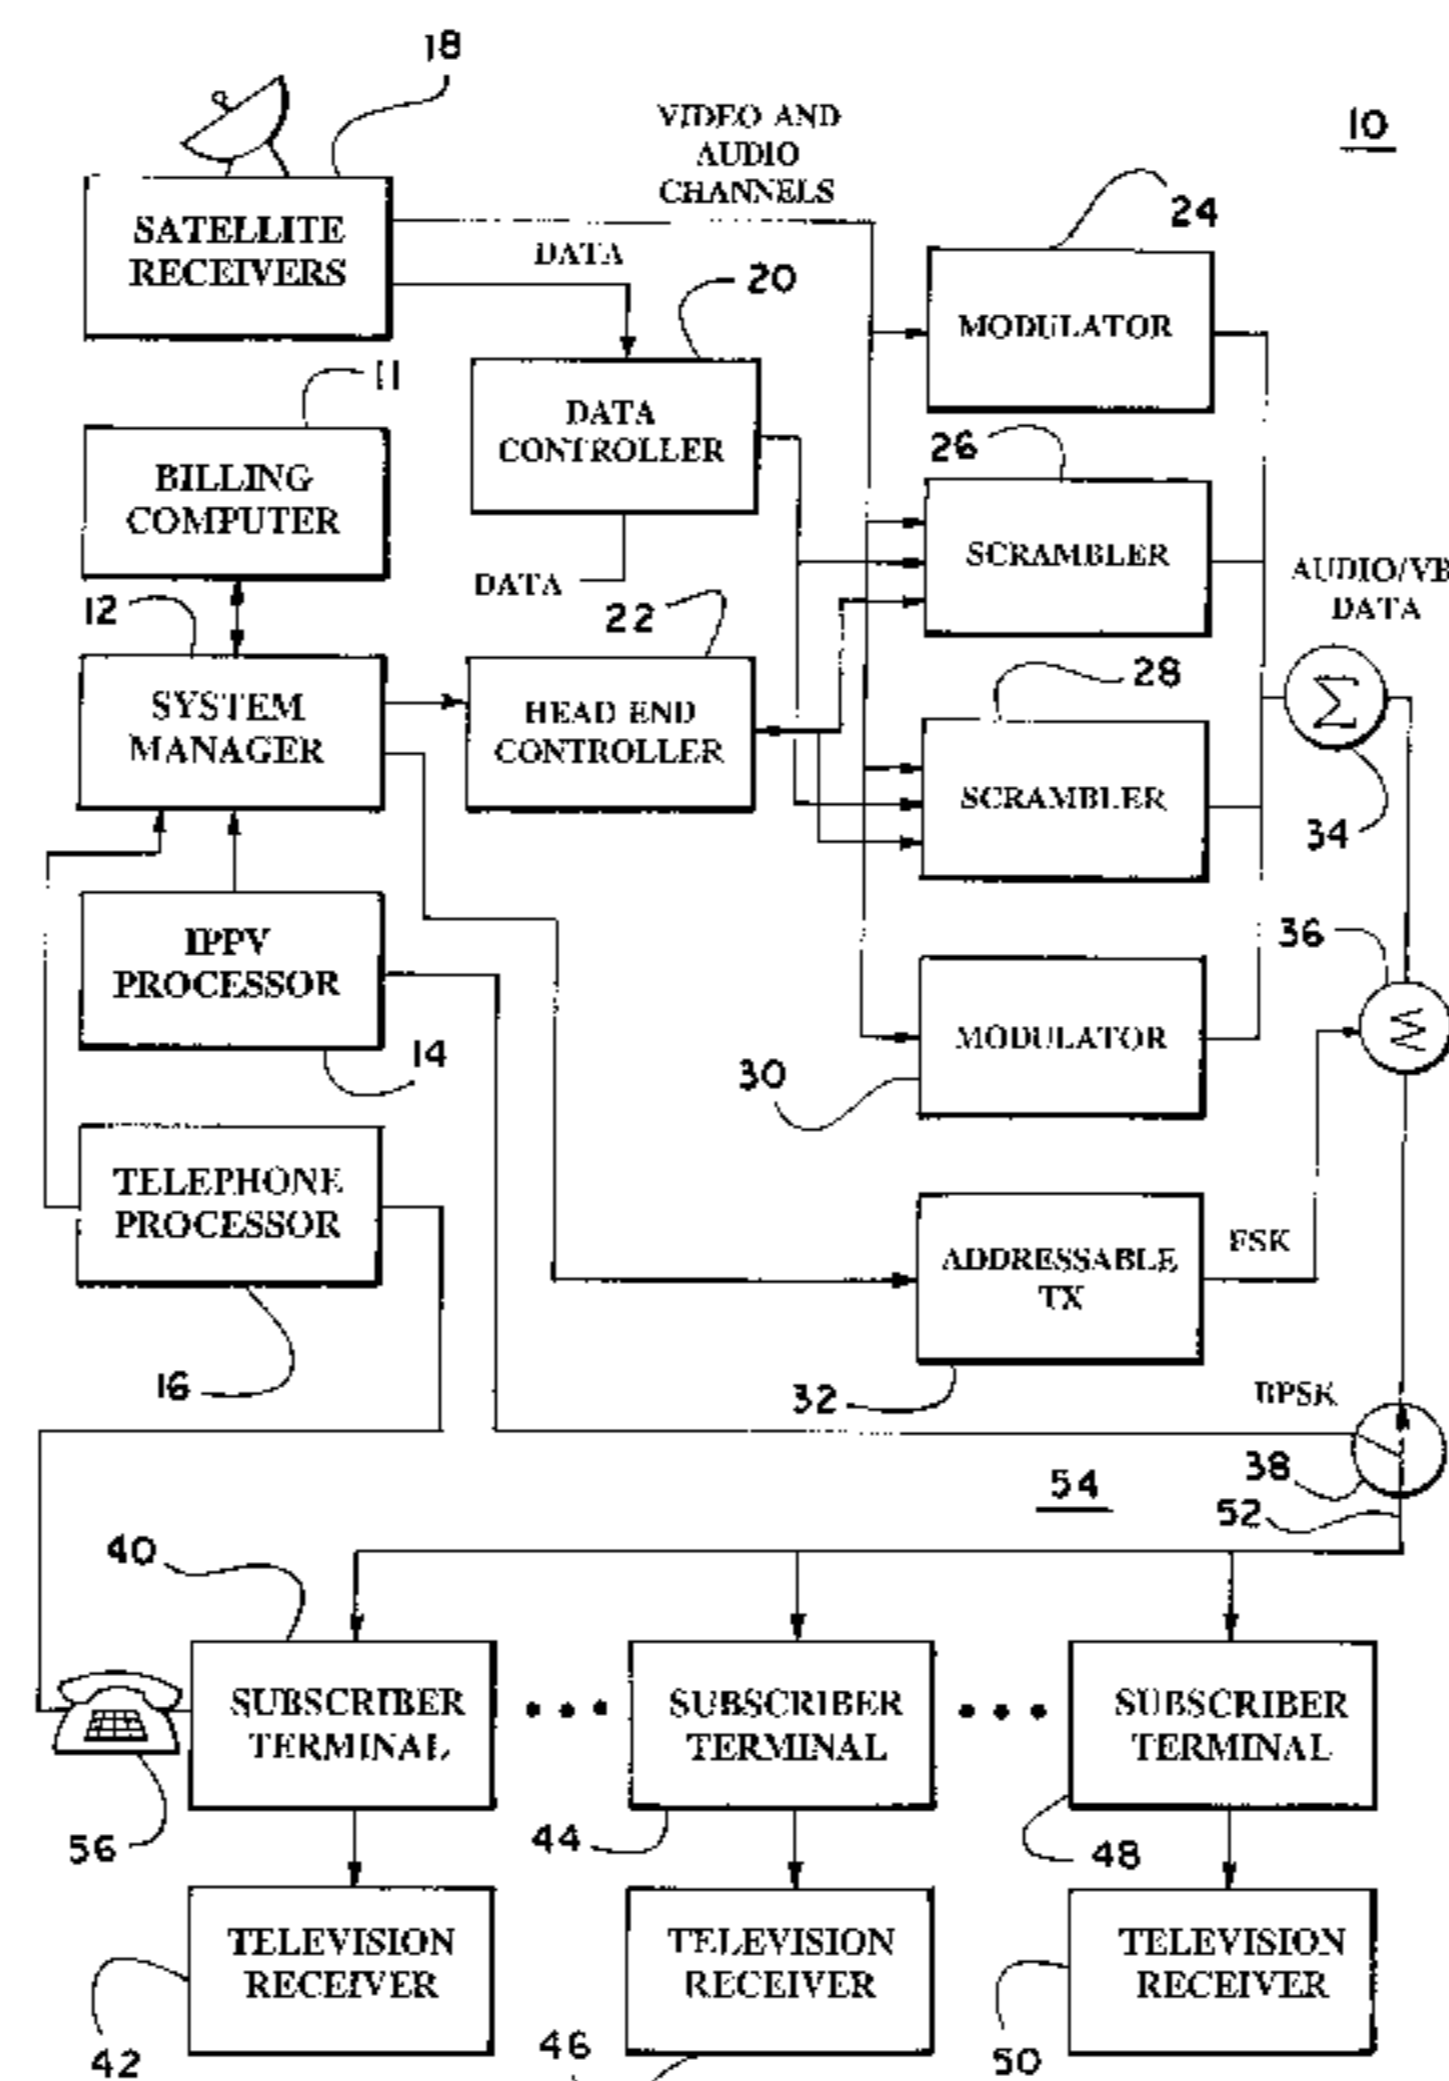 18
VIDEO AND
AUDIO
CHANNELS
10
24
SATELLITE
RECEIVERS
DATA
20
MODULATOR
11
DATA
CONTROLLER
26
BILLING
COMPUTER
SCRAMBLER
AUDIO/VB
DATA
DATA
12
22
28
SYSTEM
MANAGER
HEAD END
CONTROLLER
Σ
SCRAMBLER
34
IPPV
PROCESSOR
36
Σ
14
MODULATOR
30
TELEPHONE
PROCESSOR
FSK
ADDRESSABLE
TX
16
32
BPSK
38
54
52
40
SUBSCRIBER
TERMINAL
SUBSCRIBER
TERMINAL
SUBSCRIBER
TERMINAL
56
44
48
TELEVISION
RECEIVER
TELEVISION
RECEIVER
TELEVISION
RECEIVER
42
46
50